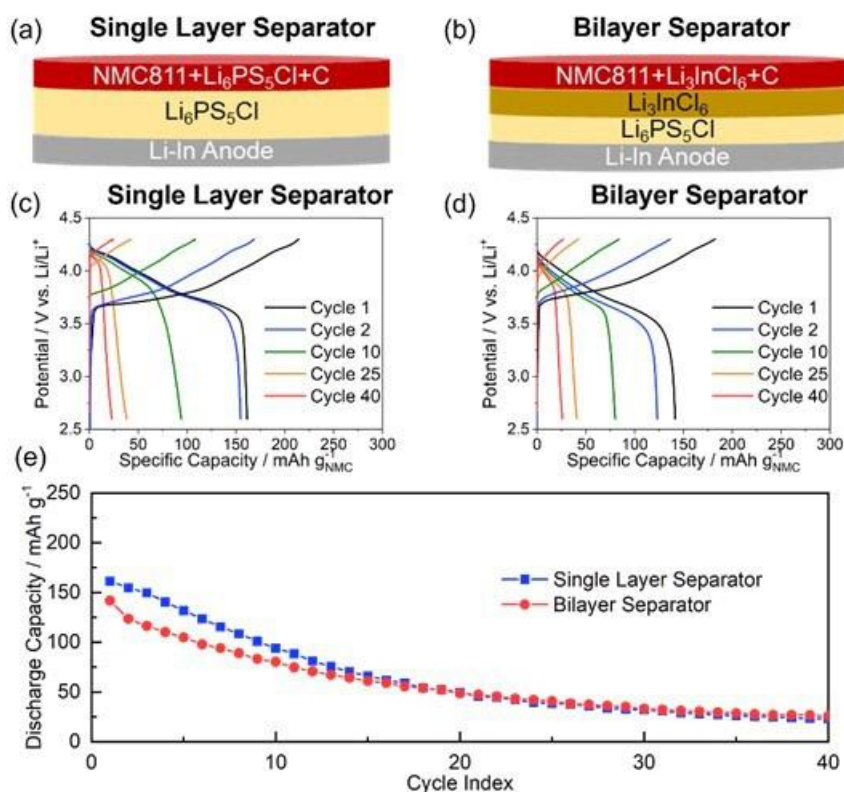 (a) Single Layer Separator
NMC811+Li₆PS₅Cl+C
Li₆PS₅Cl
Li-In Anode
(b) Bilayer Separator
NMC811+Li₃InCl₆+C
Li₃InCl₆
Li₆PS₅Cl
Li-In Anode
(c) Single Layer Separator
4.5
4.0
3.5
3.0
2.5
Potential / V vs. Li/Li⁺
Cycle 1
Cycle 2
Cycle 10
Cycle 25
Cycle 40
0 50 100 150 200 250 300
Specific Capacity / mAh g⁻¹NMC
(d) Bilayer Separator
4.5
4.0
3.5
3.0
2.5
Potential / V vs. Li/Li⁺
Cycle 1
Cycle 2
Cycle 10
Cycle 25
Cycle 40
0 50 100 150 200 250 300
Specific Capacity / mAh g⁻¹NMC
(e)
250
200
150
100
50
0
Discharge Capacity / mAh g⁻¹
Single Layer Separator
Bilayer Separator
0 10 20 30 40
Cycle Index